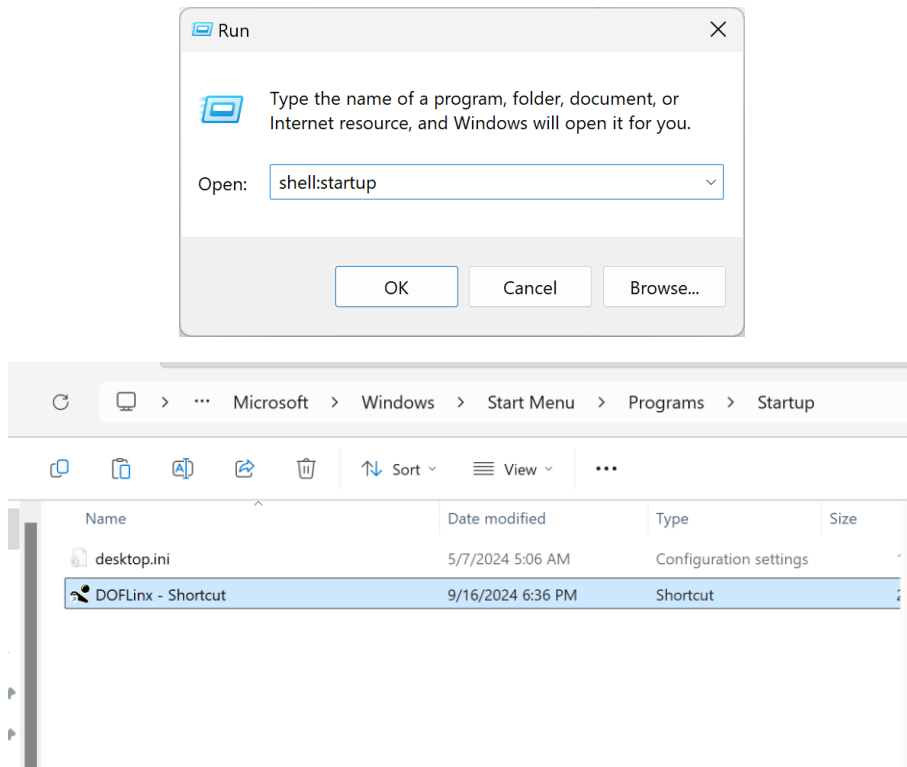 Run
Type the name of a program, folder, document, or
Internet resource, and Windows will open it for you.
Open: shell:startup
OK Cancel Browse...
··· Microsoft > Windows > Start Menu > Programs > Startup
Sort View ···
Name Date modified Type Size
desktop.ini 5/7/2024 5:06 AM Configuration settings
DOFLinx - Shortcut 9/16/2024 6:36 PM Shortcut